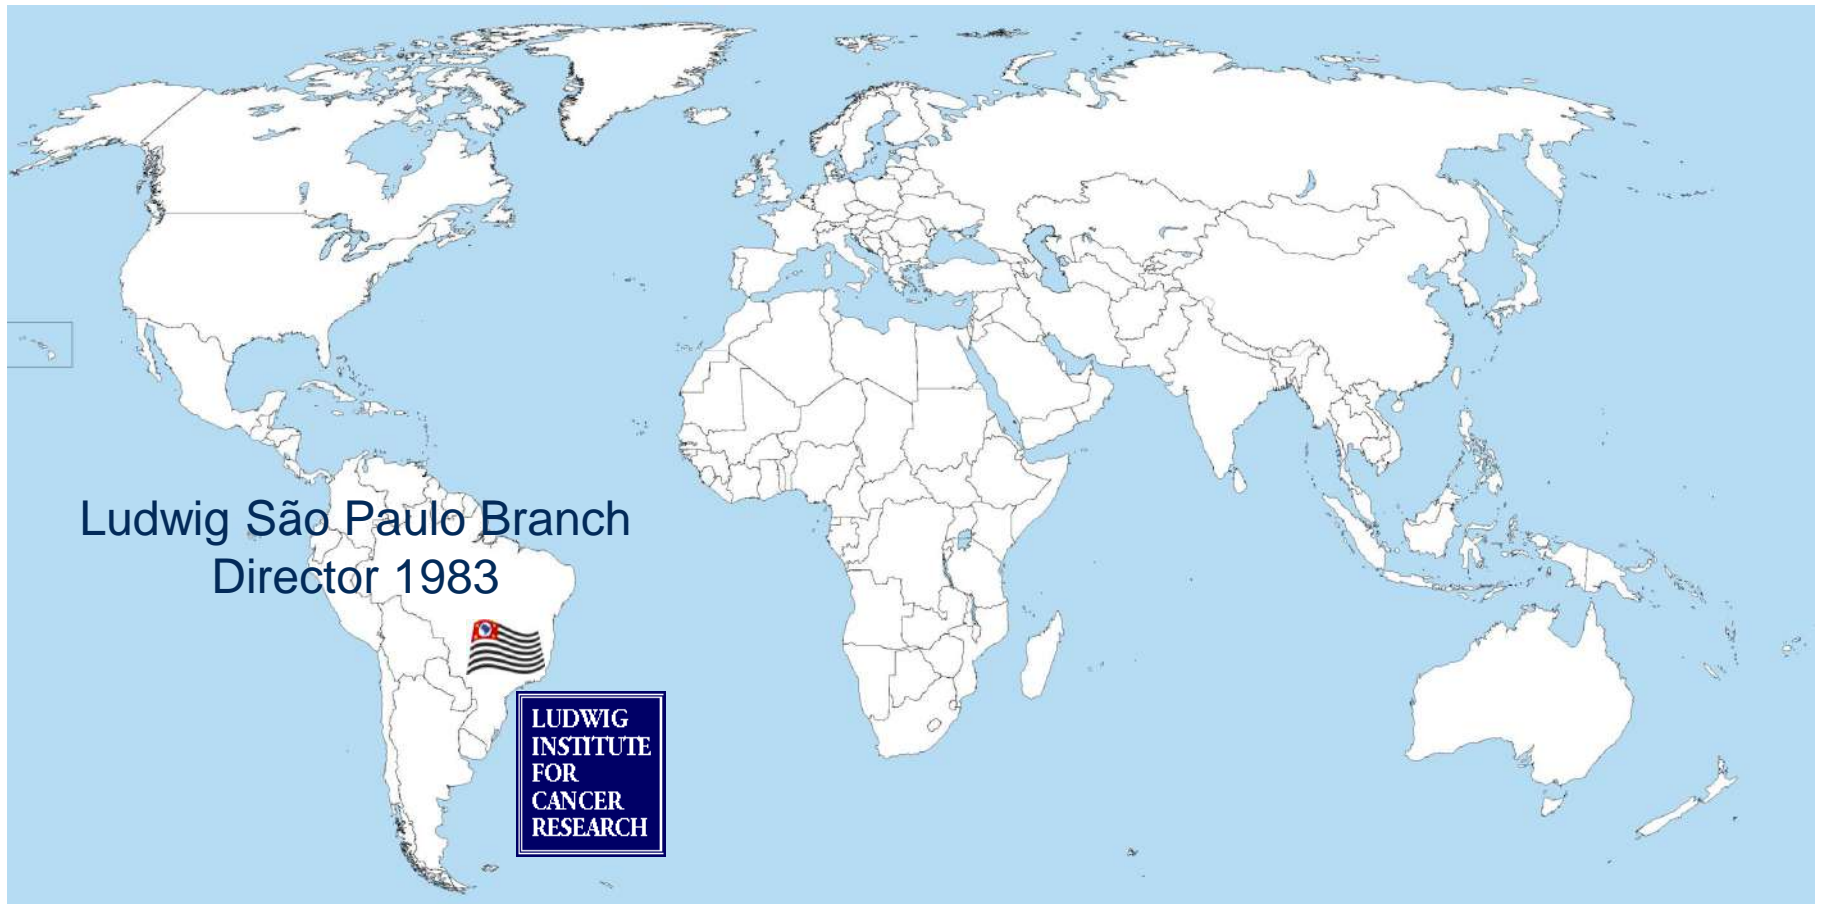 Ludwig São Paulo Branch
Director 1983
LUDWIG
INSTITUTE
FOR
CANCER
RESEARCH